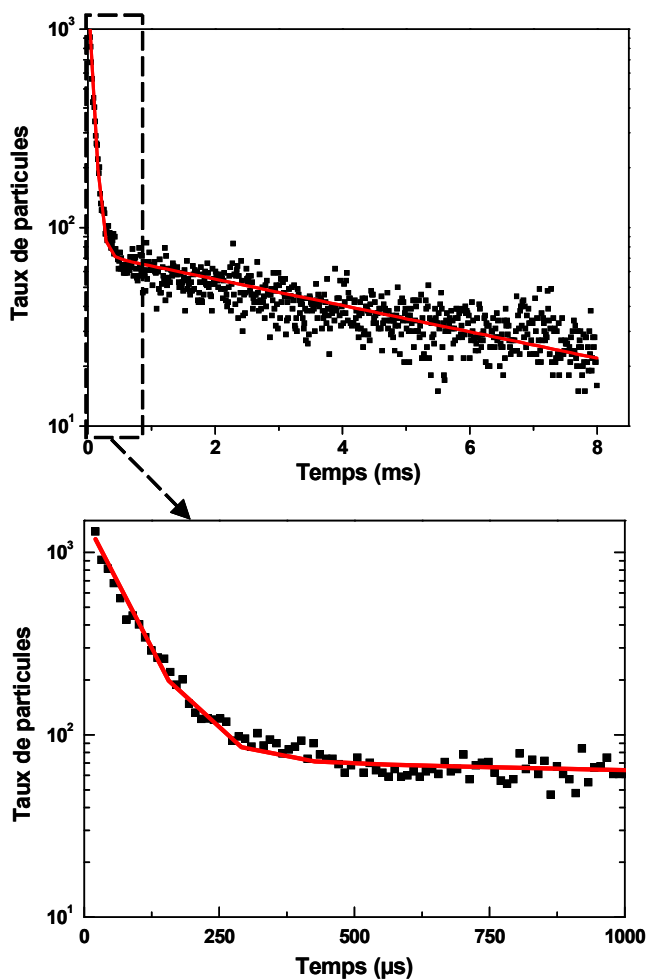 10³
10²
10¹
Taux de particules
0 2 4 6 8
Temps (ms)
10³
10²
10¹
Taux de particules
0 250 500 750 1000
Temps (µs)